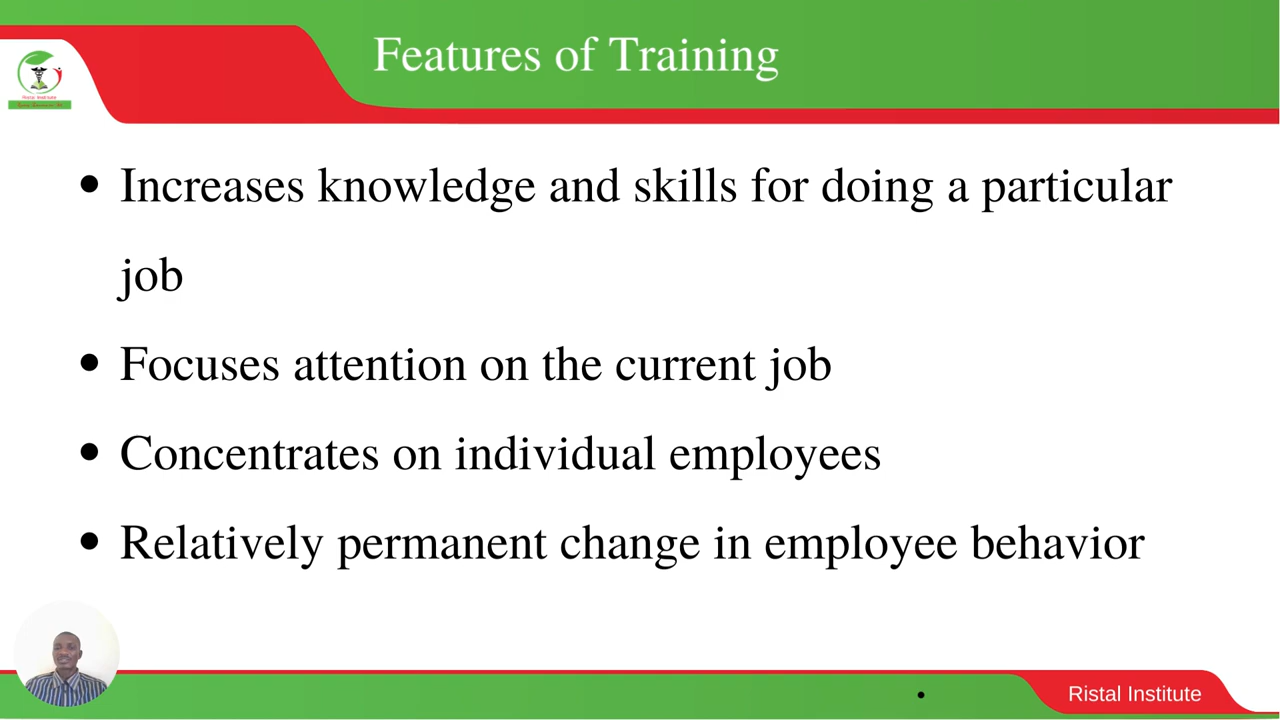 Features of Training
• Increases knowledge and skills for doing a particular
job
• Focuses attention on the current job
• Concentrates on individual employees
• Relatively permanent change in employee behavior
•
Ristal Institute